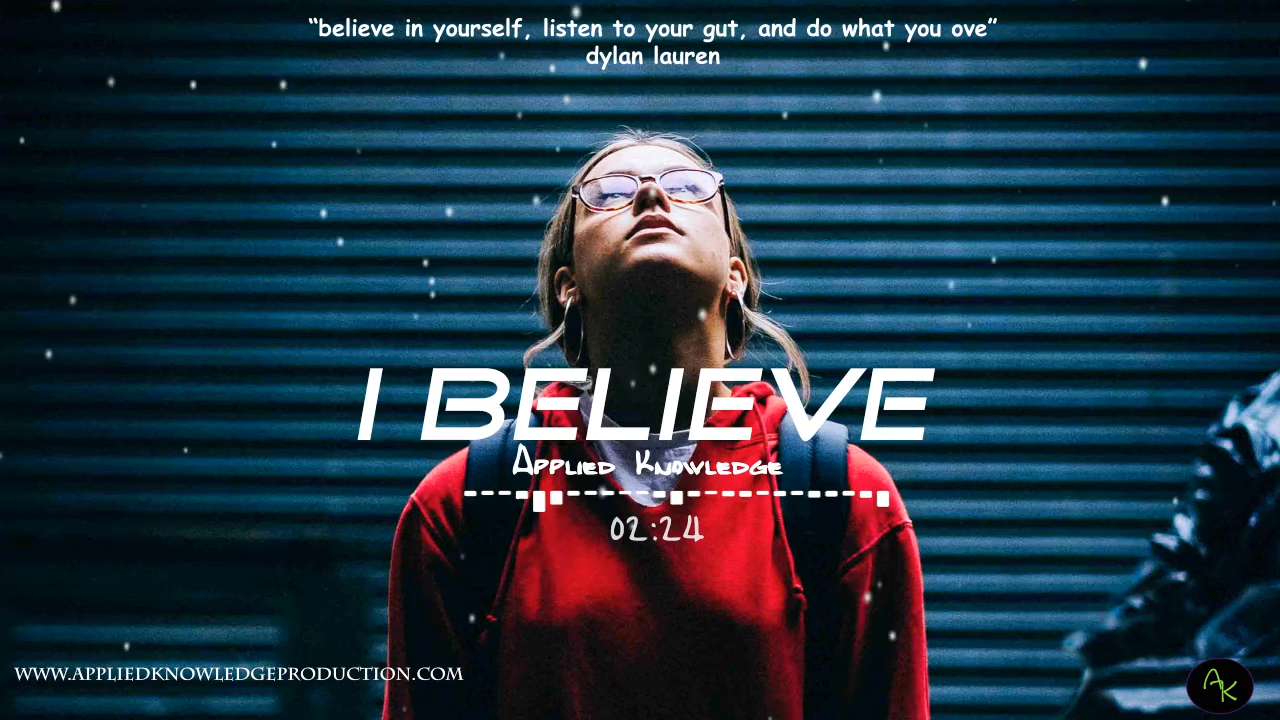 “believe in yourself, listen to your gut, and do what you ove”
dylan lauren
I BELIEVE
Applied Knowledge
02:24
WWW.APPLIEDKNOWLEDGEPRODUCTION.COM
AK